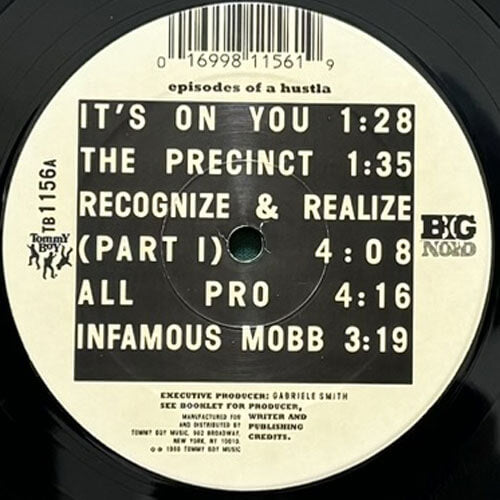 0 16998 11561 9
episodes of a hustla
IT'S ON YOU 1:28
THE PRECINCT 1:35
RECOGNIZE & REALIZE
(PART I) 4:08
ALL PRO 4:16
INFAMOUS MOBB 3:19
TB1156A
Tommy
Boy
BIG
NOYD
EXECUTIVE PRODUCER: GABRIELE SMITH
SEE BOOKLET FOR PRODUCER,
WRITER AND
PUBLISHING
CREDITS.
MANUFACTURED FOR
AND DISTRIBUTED BY
TOMMY BOY MUSIC, 902 BROADWAY,
NEW YORK, NY 10010.
℗ © 1996 TOMMY BOY MUSIC